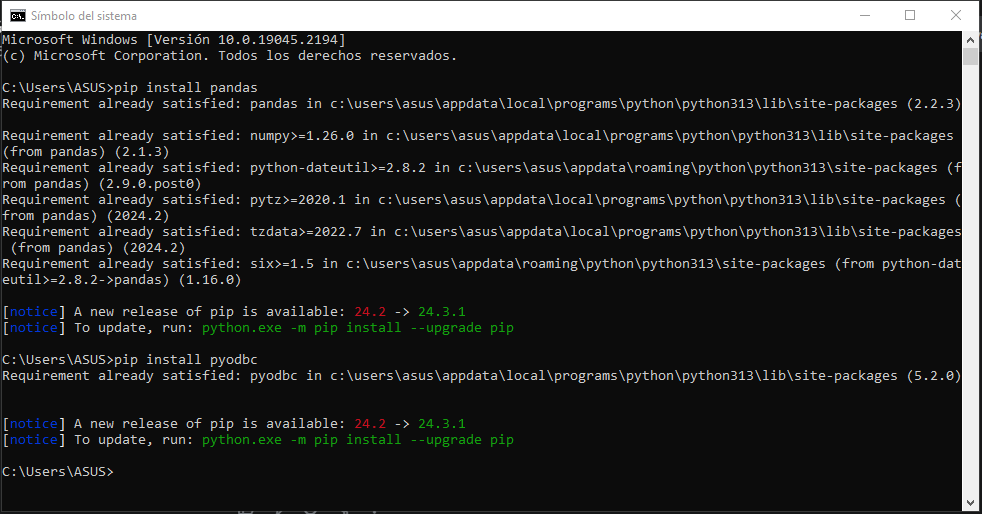 Símbolo del sistema
Microsoft Windows [Versión 10.0.19045.2194]
(c) Microsoft Corporation. Todos los derechos reservados.
C:\Users\ASUS>pip install pandas
Requirement already satisfied: pandas in c:\users\asus\appdata\local\programs\python\python313\lib\site-packages (2.2.3)
Requirement already satisfied: numpy>=1.26.0 in c:\users\asus\appdata\local\programs\python\python313\lib\site-packages
(from pandas) (2.1.3)
Requirement already satisfied: python-dateutil>=2.8.2 in c:\users\asus\appdata\roaming\python\python313\site-packages (f
rom pandas) (2.9.0.post0)
Requirement already satisfied: pytz>=2020.1 in c:\users\asus\appdata\local\programs\python\python313\lib\site-packages (
from pandas) (2024.2)
Requirement already satisfied: tzdata>=2022.7 in c:\users\asus\appdata\local\programs\python\python313\lib\site-packages
 (from pandas) (2024.2)
Requirement already satisfied: six>=1.5 in c:\users\asus\appdata\roaming\python\python313\site-packages (from python-dat
eutil>=2.8.2->pandas) (1.16.0)
[notice] A new release of pip is available: 24.2 -> 24.3.1
[notice] To update, run: python.exe -m pip install --upgrade pip
C:\Users\ASUS>pip install pyodbc
Requirement already satisfied: pyodbc in c:\users\asus\appdata\local\programs\python\python313\lib\site-packages (5.2.0)
[notice] A new release of pip is available: 24.2 -> 24.3.1
[notice] To update, run: python.exe -m pip install --upgrade pip
C:\Users\ASUS>